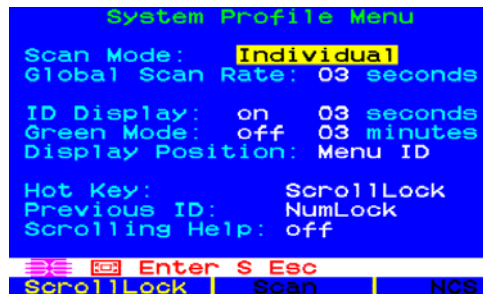 System Profile Menu
Scan Mode: Individual
Global Scan Rate: 03 seconds
ID Display: on 03 seconds
Green Mode: off 03 minutes
Display Position: Menu ID
Hot Key: ScrollLock
Previous ID: NumLock
Scrolling Help: off
Enter S Esc
ScrollLock Scan NCS